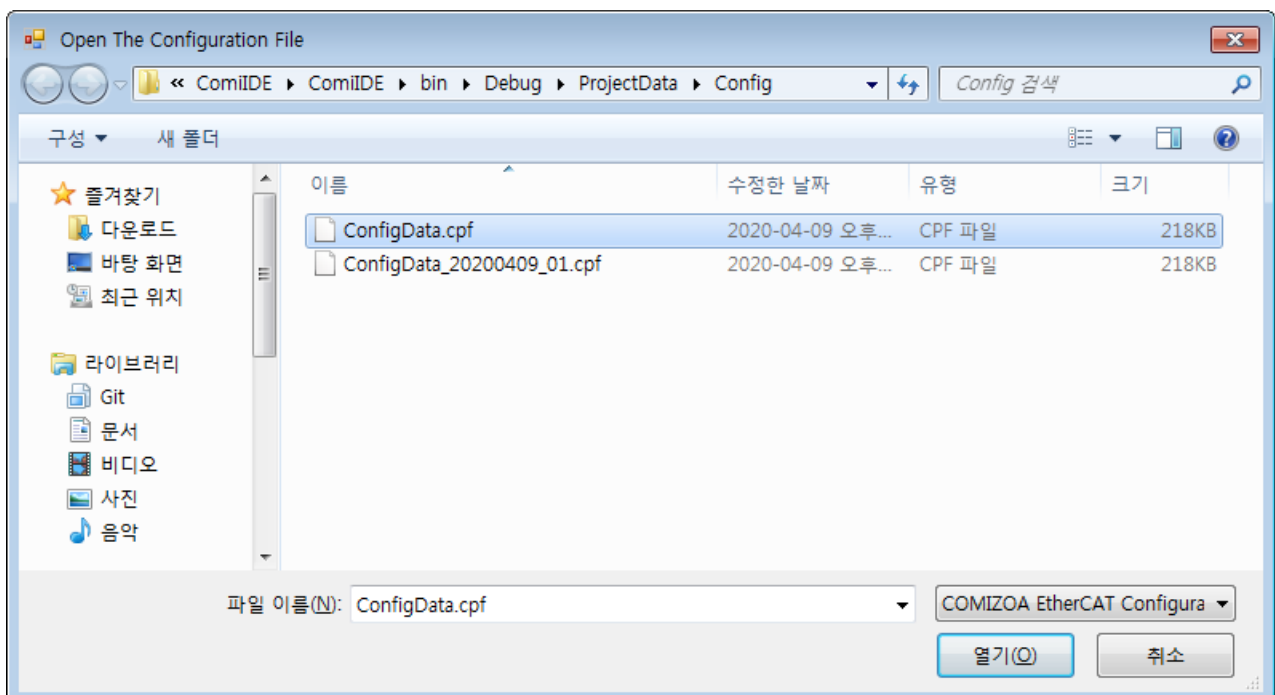 Open The Configuration File
« ComiIDE ▸ ComiIDE ▸ bin ▸ Debug ▸ ProjectData ▸ Config
Config 검색
구성 새 폴더
이름 수정한 날짜 유형 크기
즐겨찾기
다운로드
바탕 화면
최근 위치
라이브러리
Git
문서
비디오
사진
음악
ConfigData.cpf 2020-04-09 오후... CPF 파일 218KB
ConfigData_20200409_01.cpf 2020-04-09 오후... CPF 파일 218KB
파일 이름(N): ConfigData.cpf
COMIZOA EtherCAT Configura
열기(O) 취소